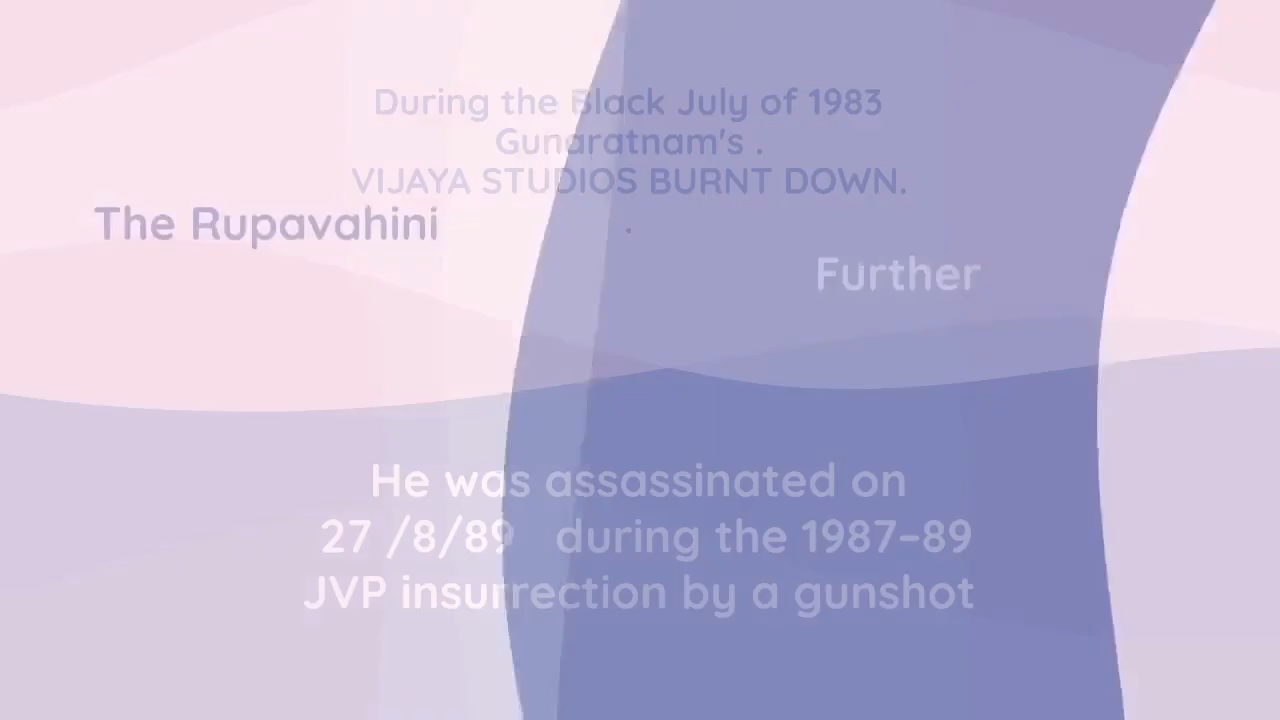 During the Black July of 1983
Gunaratnam's .
VIJAYA STUDIOS BURNT DOWN.
The Rupavahini
.
Further
He was assassinated on
27 /8/89 during the 1987–89
JVP insurrection by a gunshot